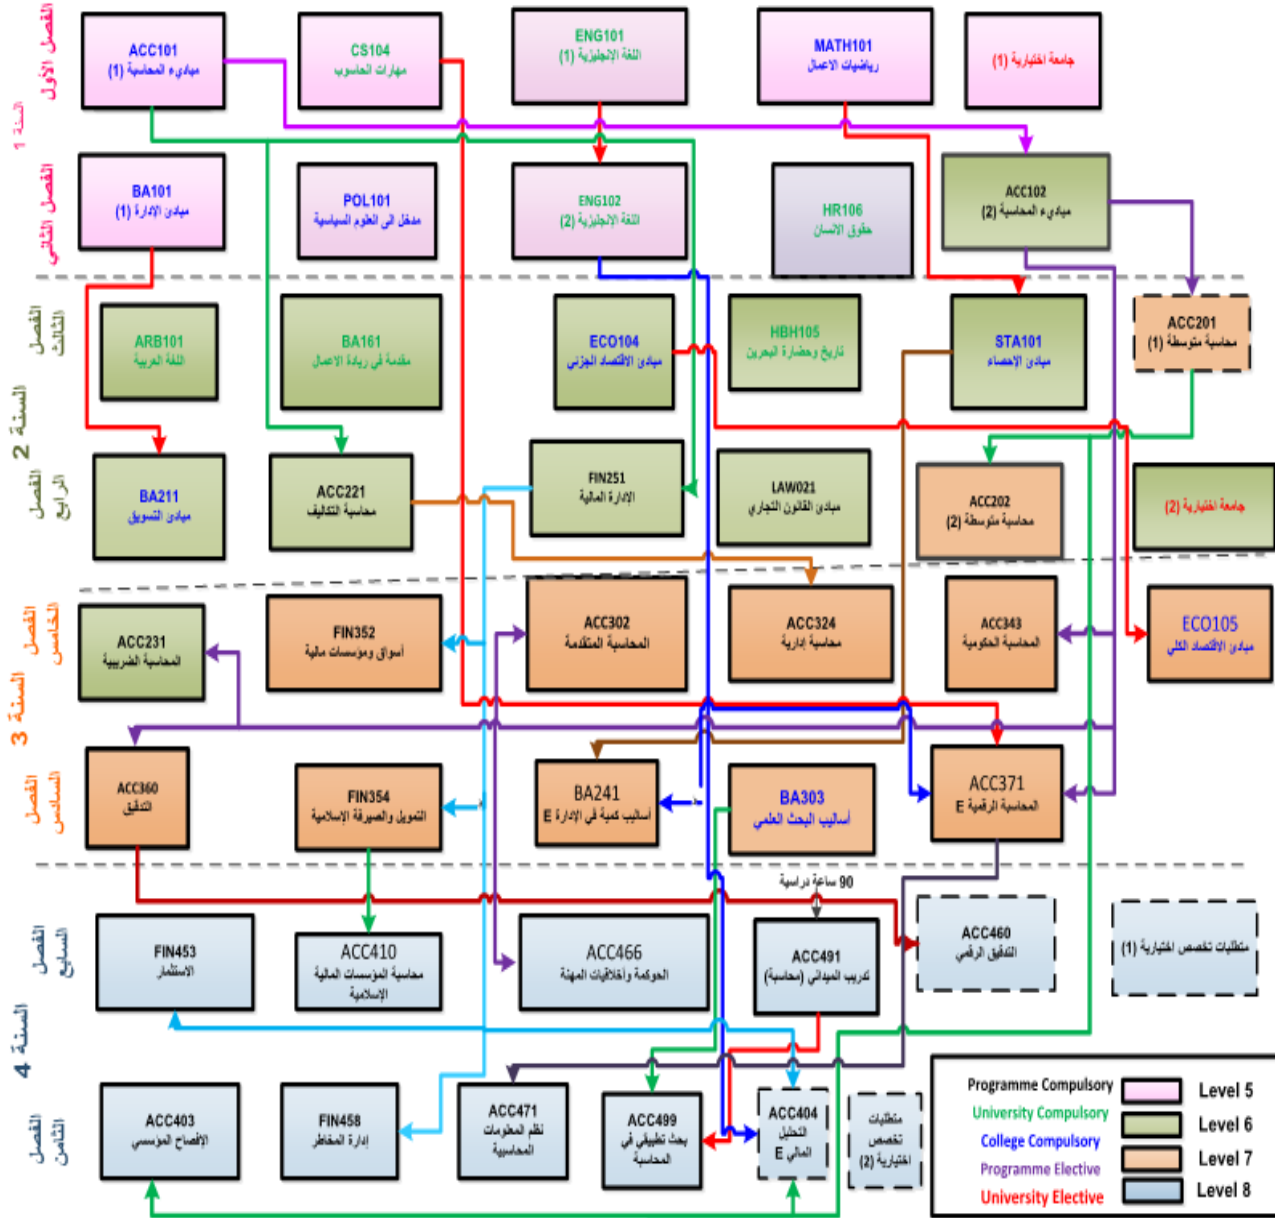 السنة 1
الفصل الأول
ACC101
مباديء المحاسبة (1)
CS104
مهارات الحاسوب
ENG101
اللغة الإنجليزية (1)
MATH101
رياضيات الاعمال
جامعة اختيارية (1)
الفصل الثاني
BA101
مبادئ الإدارة (1)
POL101
مدخل الى العلوم السياسية
ENG102
اللغة الإنجليزية (2)
HR106
حقوق الانسان
ACC102
مباديء المحاسبة (2)
السنة 2
الفصل الثالث
ARB101
اللغة العربية
BA161
مقدمة في ريادة الاعمال
ECO104
مبادئ الاقتصاد الجزئي
HBH105
تاريخ وحضارة البحرين
STA101
مبادئ الإحصاء
ACC201
محاسبة متوسطة (1)
الفصل الرابع
BA211
مبادئ التسويق
ACC221
محاسبة التكاليف
FIN251
الإدارة المالية
LAW021
مبادئ القانون التجاري
ACC202
محاسبة متوسطة (2)
جامعة اختيارية (2)
السنة 3
الفصل الخامس
ACC231
المحاسبة الضريبية
FIN352
أسواق ومؤسسات مالية
ACC302
المحاسبة المتقدمة
ACC324
محاسبة إدارية
ACC343
المحاسبة الحكومية
ECO105
مبادئ الاقتصاد الكلي
الفصل السادس
ACC360
التدقيق
FIN354
التمويل والصيرفة الإسلامية
BA241
أساليب كمية في الإدارة E
BA303
أساليب البحث العلمي
ACC371
المحاسبة الرقمية E
السنة 4
90 ساعة دراسية
الفصل السابع
FIN453
الاستثمار
ACC410
محاسبة المؤسسات المالية
الإسلامية
ACC466
الحوكمة وأخلاقيات المهنة
ACC491
تدريب الميداني (محاسبة)
ACC460
التدقيق الرقمي
متطلبات تخصص اختيارية (1)
الفصل الثامن
ACC403
الإفصاح المؤسسي
FIN458
إدارة المخاطر
ACC471
نظم المعلومات
المحاسبية
ACC499
بحث تطبيقي في
المحاسبة
ACC404
التحليل
المالي E
متطلبات
تخصص
اختيارية (2)
Programme Compulsory
University Compulsory
College Compulsory
Programme Elective
University Elective
Level 5
Level 6
Level 7
Level 8